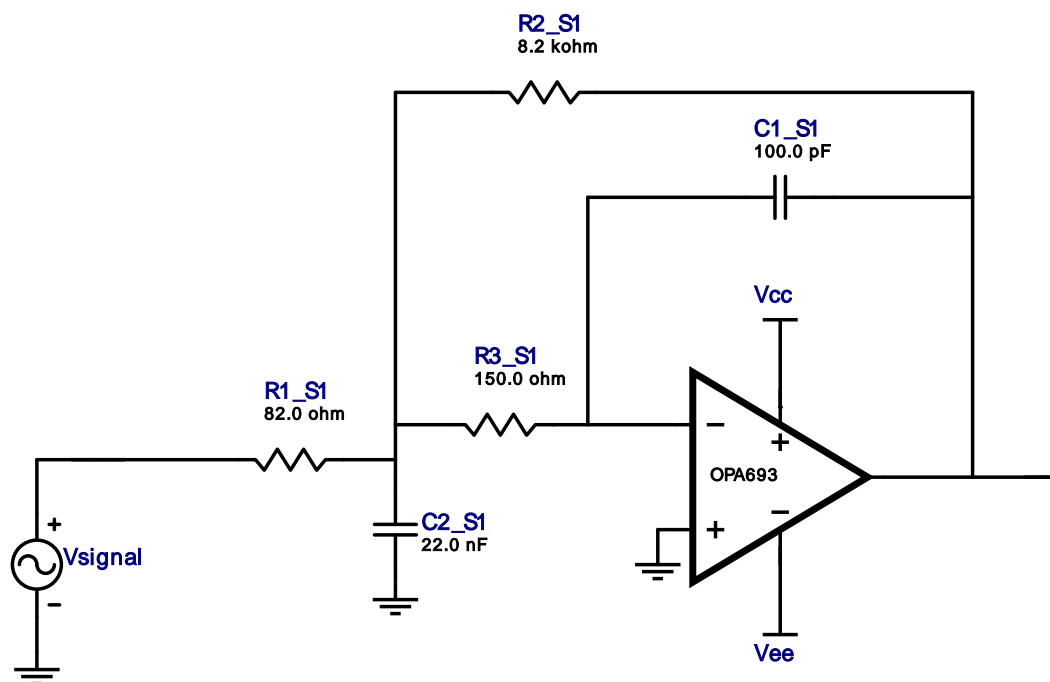 R2_S1
8.2 kohm
C1_S1
100.0 pF
Vcc
R3_S1
150.0 ohm
R1_S1
82.0 ohm
−
+
OPA693
−
+
C2_S1
22.0 nF
+
Vsignal
−
Vee